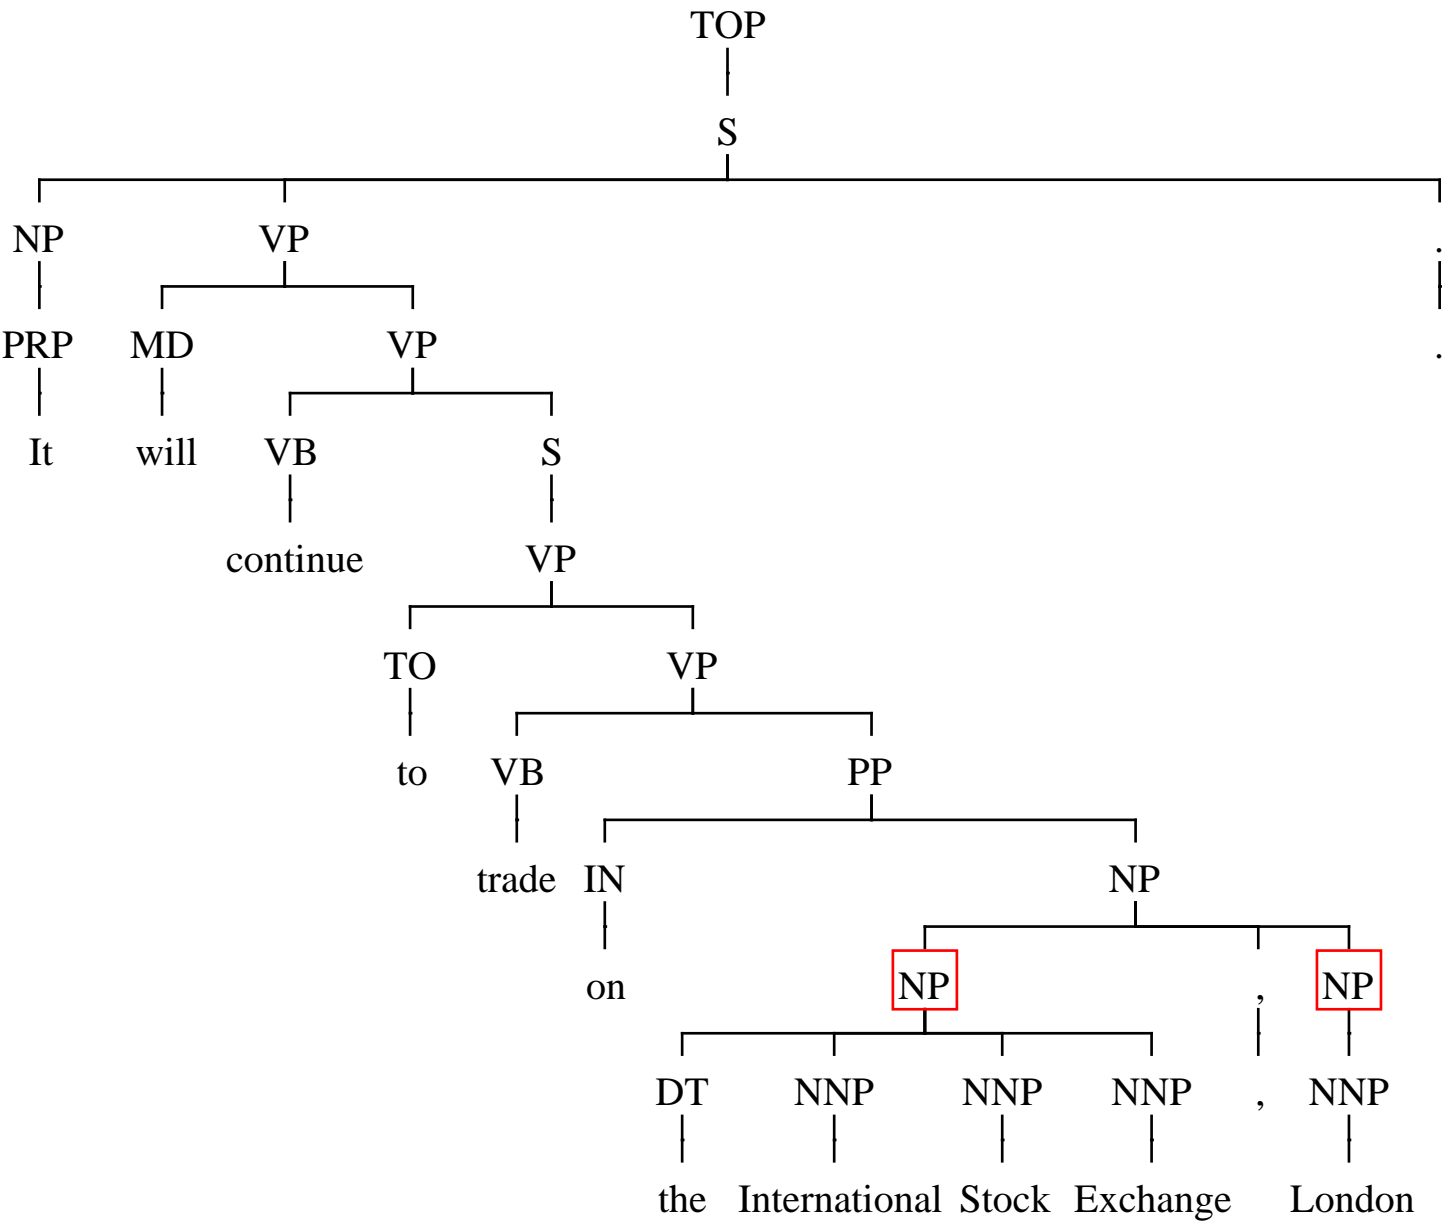 TOP
S
NP VP .
PRP MD VP .
It will VB S
continue VP
TO VP
to VB PP
trade IN NP
on NP , NP
DT NNP NNP NNP , NNP
the International Stock Exchange London